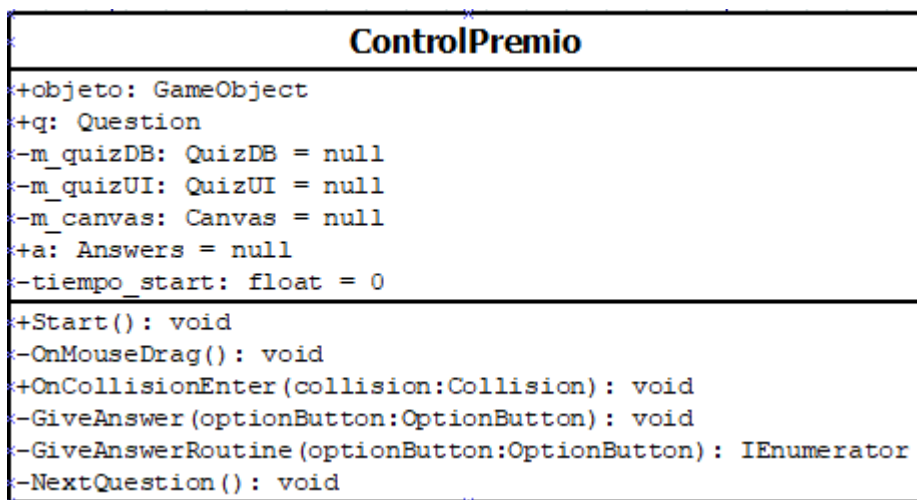 ControlPremio
+objeto: GameObject
+q: Question
-m_quizDB: QuizDB = null
-m_quizUI: QuizUI = null
-m_canvas: Canvas = null
+a: Answers = null
-tiempo_start: float = 0
+Start(): void
-OnMouseDrag(): void
+OnCollisionEnter(collision:Collision): void
-GiveAnswer(optionButton:OptionButton): void
-GiveAnswerRoutine(optionButton:OptionButton): IEnumerator
-NextQuestion(): void